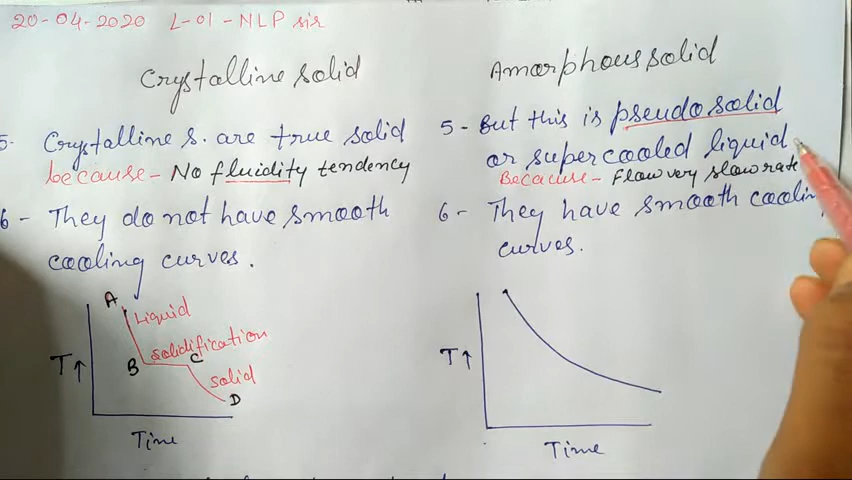 20-04-2020 L-01-NLP sir
Crystalline solid
5- Crystalline s. are true solid
because- No fluidity tendency
6- They do not have smooth
cooling curves.
A
Liquid
solidification
B
C
solid
D
T↑
Time
Amorphous solid
5- But this is pseudo solid
or supercooled liquid
Because- Flow very slow rate
6- They have smooth coolin
curves.
T↑
Time